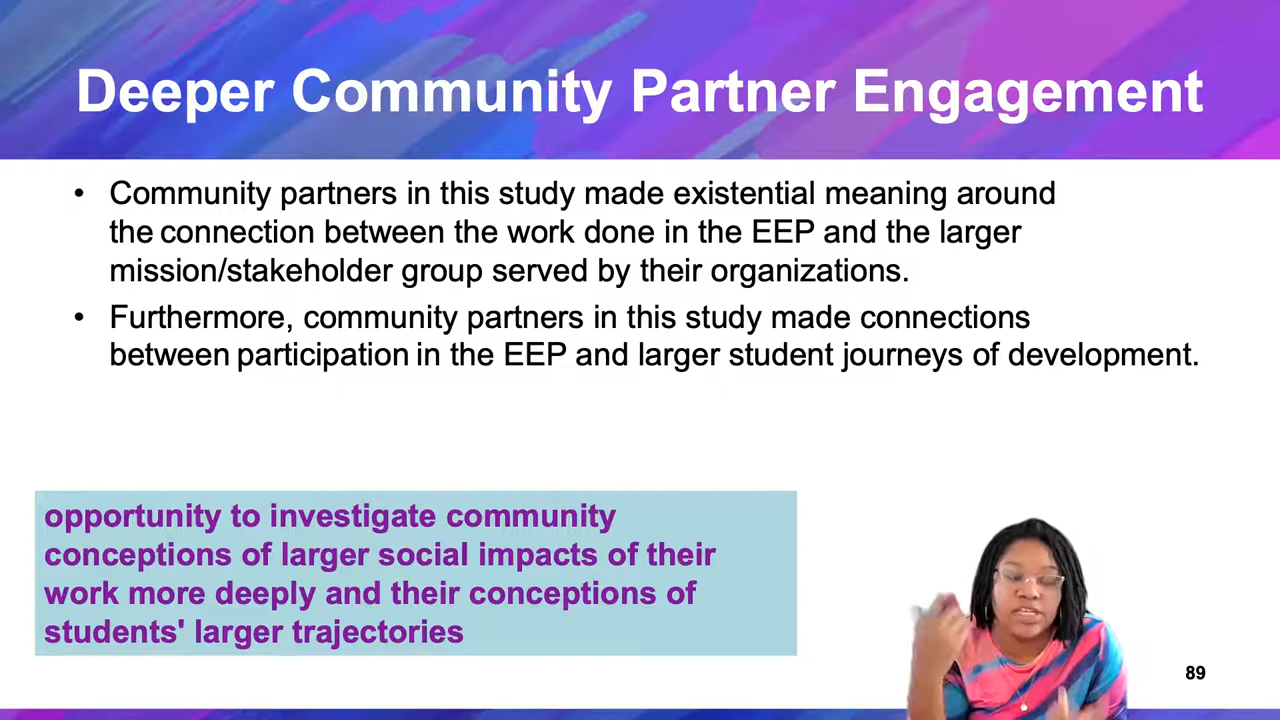 Deeper Community Partner Engagement
• Community partners in this study made existential meaning around
the connection between the work done in the EEP and the larger
mission/stakeholder group served by their organizations.
• Furthermore, community partners in this study made connections
between participation in the EEP and larger student journeys of development.
opportunity to investigate community
conceptions of larger social impacts of their
work more deeply and their conceptions of
students' larger trajectories
89